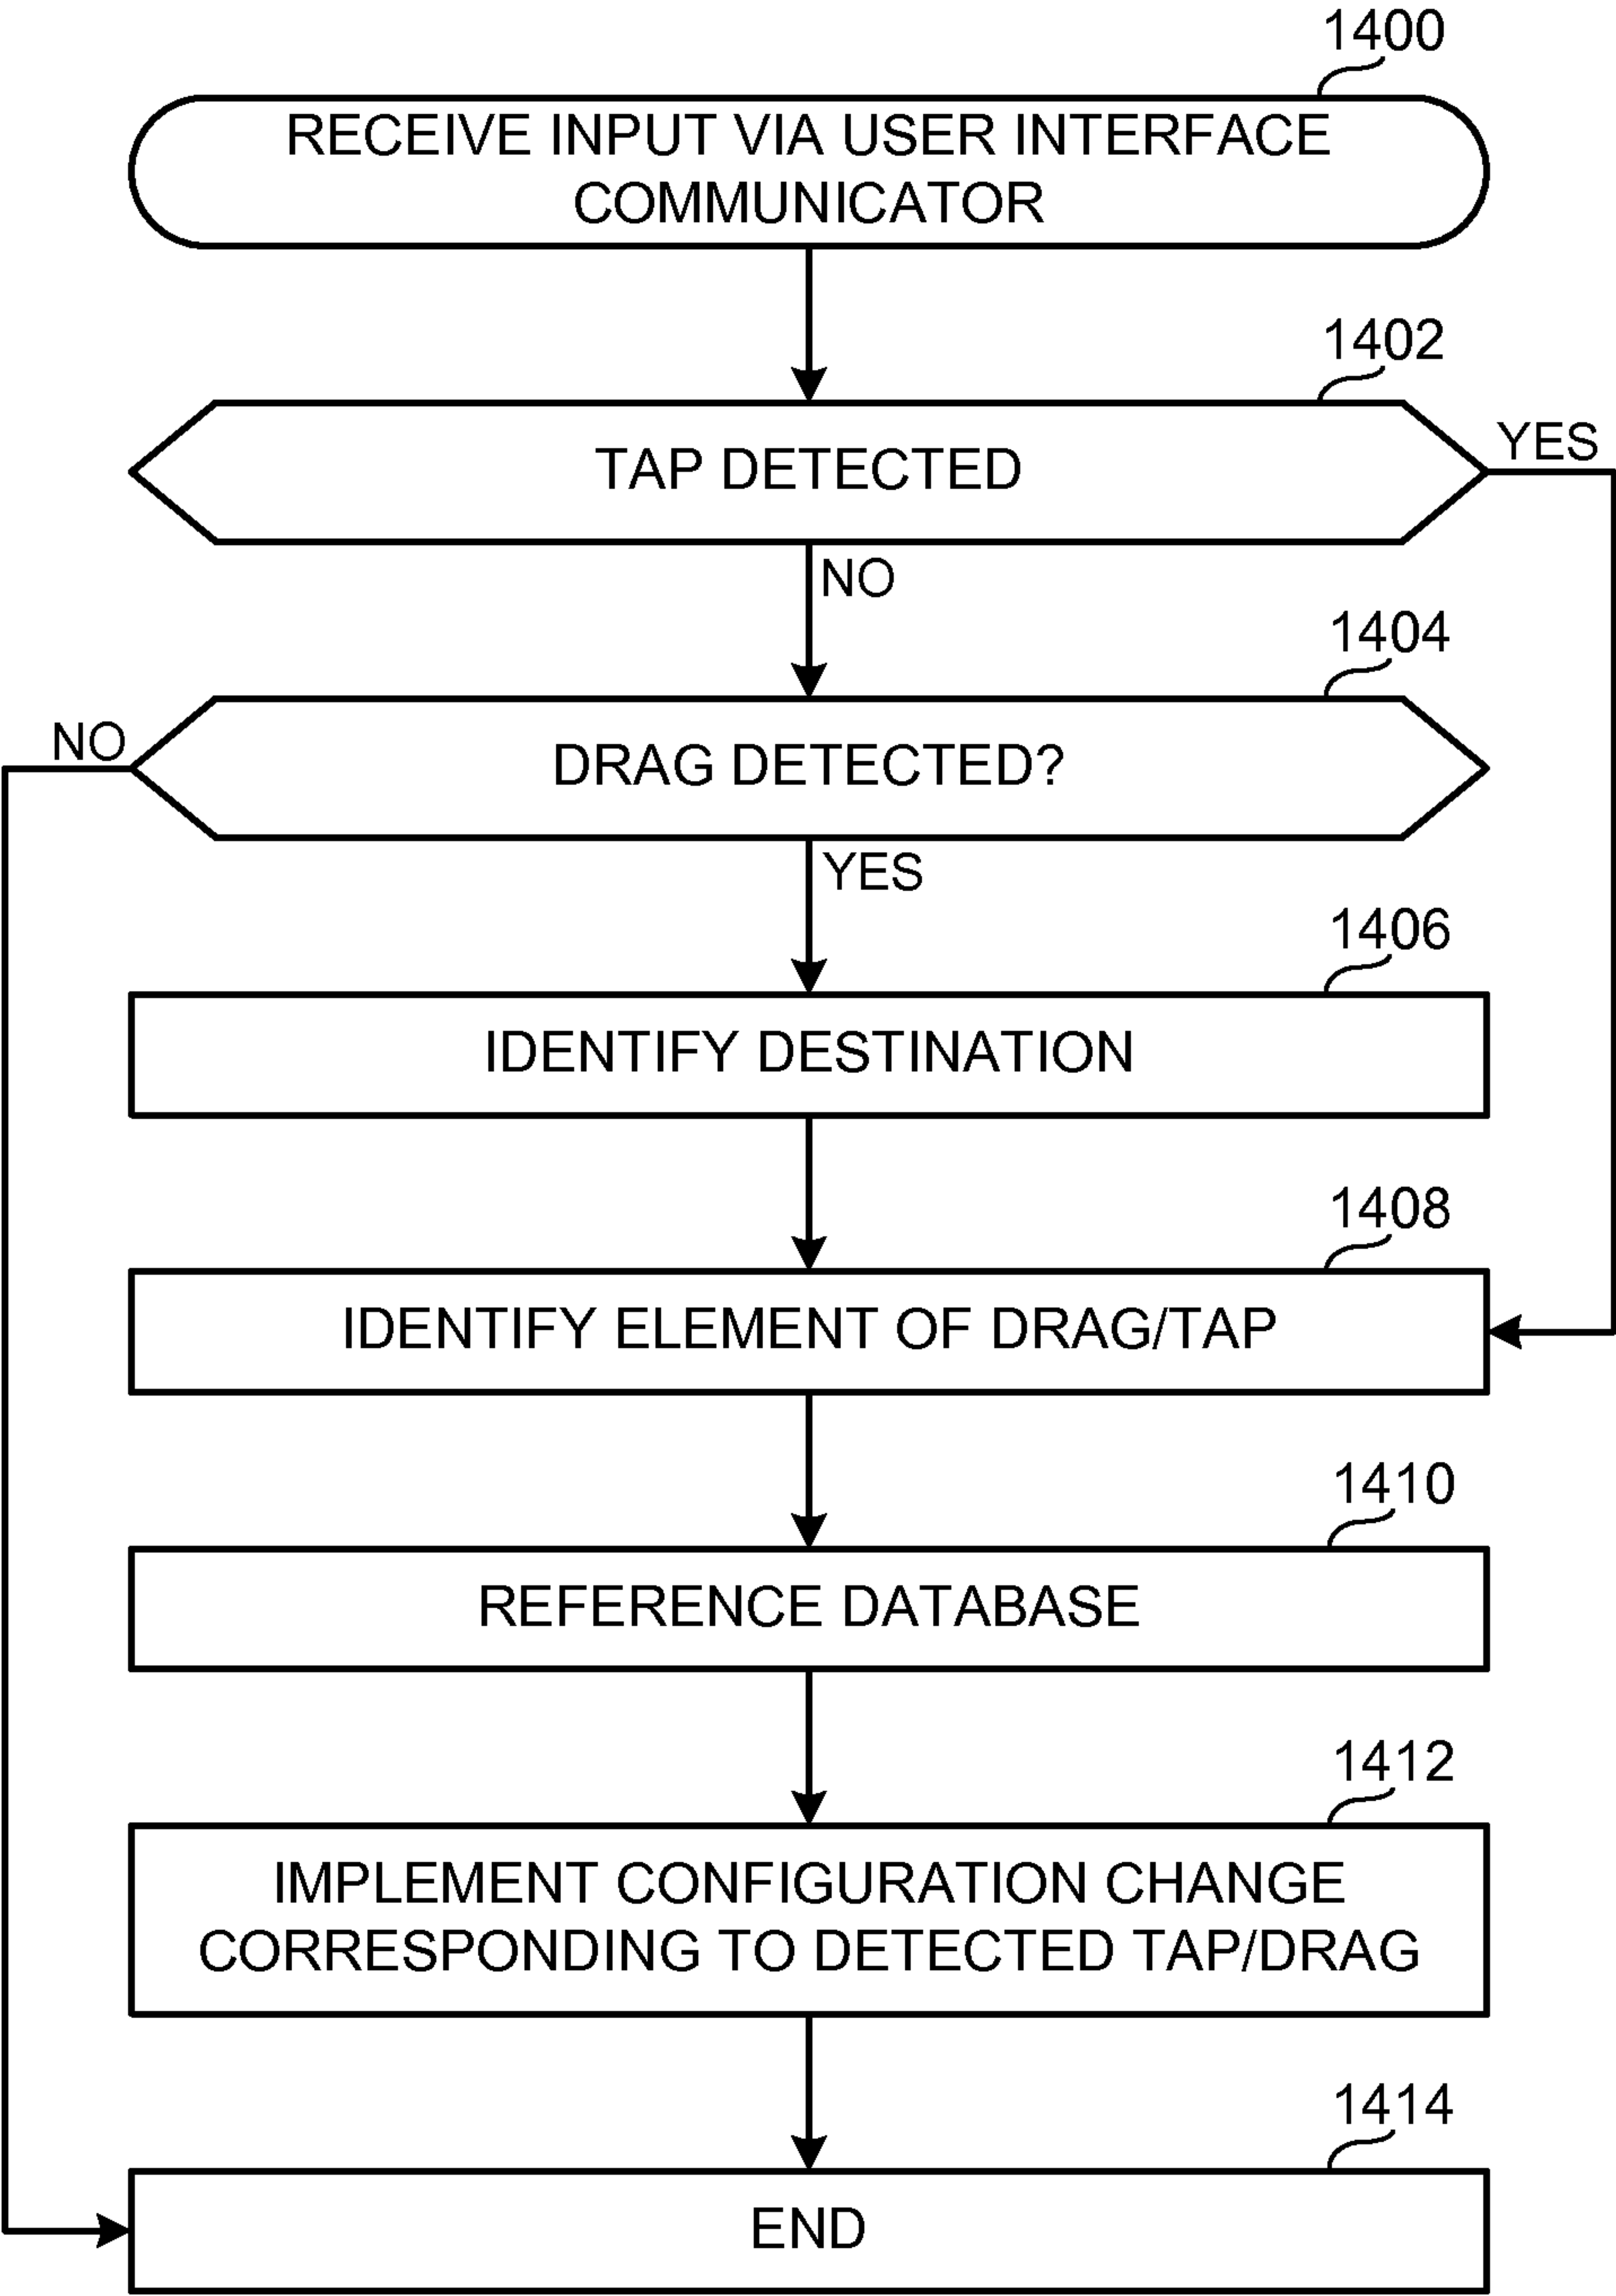 1400
RECEIVE INPUT VIA USER INTERFACE
COMMUNICATOR
1402
TAP DETECTED
YES
NO
1404
NO
DRAG DETECTED?
YES
1406
IDENTIFY DESTINATION
1408
IDENTIFY ELEMENT OF DRAG/TAP
1410
REFERENCE DATABASE
1412
IMPLEMENT CONFIGURATION CHANGE
CORRESPONDING TO DETECTED TAP/DRAG
1414
END